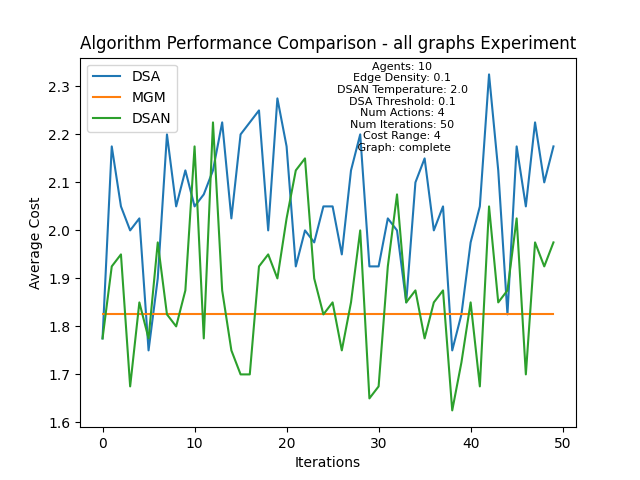 Algorithm Performance Comparison - all graphs Experiment
DSA
MGM
DSAN
Agents: 10
Edge Density: 0.1
DSAN Temperature: 2.0
DSA Threshold: 0.1
Num Actions: 4
Num Iterations: 50
Cost Range: 4
Graph: complete
Average Cost
2.3
2.2
2.1
2.0
1.9
1.8
1.7
1.6
0
10
20
30
40
50
Iterations